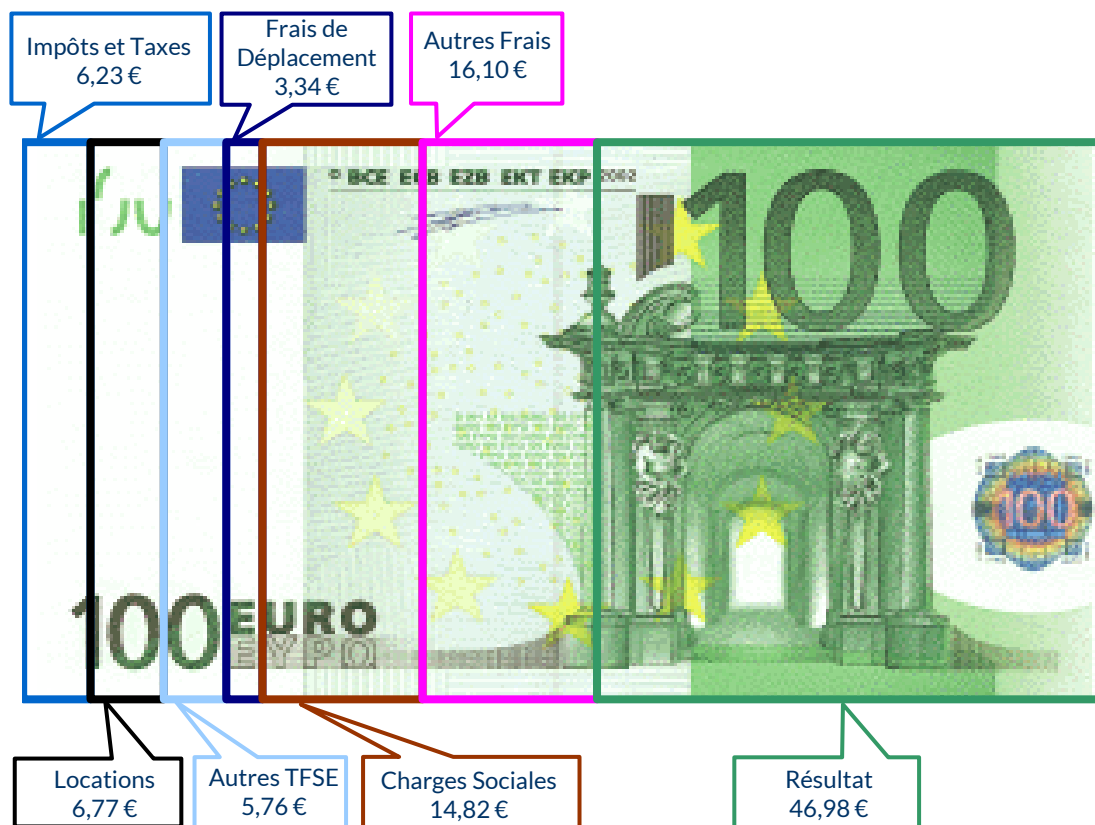 Impôts et Taxes
6,23 €
Frais de
Déplacement
3,34 €
Autres Frais
16,10 €
© BCE ECB EZB EKT EKP 2002
100
100
100 EURO
ΕΥΡΩ
Locations
6,77 €
Autres TFSE
5,76 €
Charges Sociales
14,82 €
Résultat
46,98 €